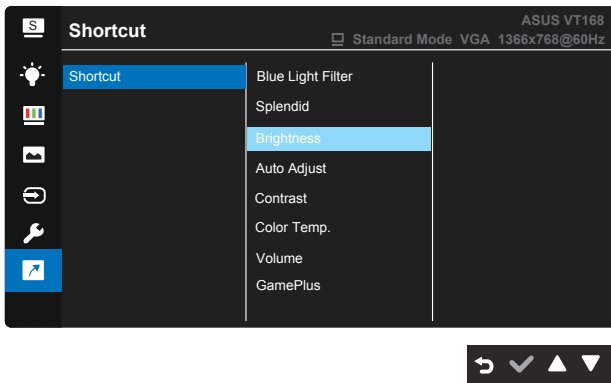 S
Shortcut
ASUS VT168
Standard Mode VGA 1366x768@60Hz
Shortcut
Blue Light Filter
Splendid
Brightness
Auto Adjust
Contrast
Color Temp.
Volume
GamePlus